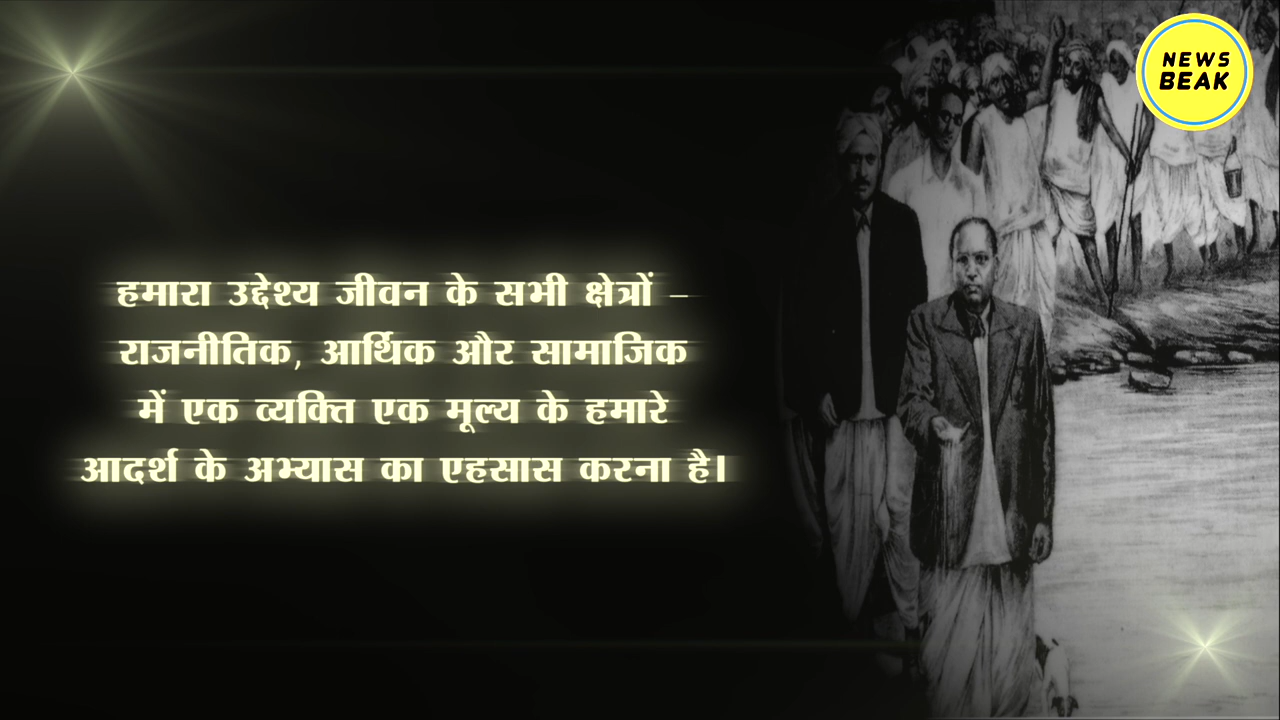 NEWS
BEAK
हमारा उद्देश्य जीवन के सभी क्षेत्रों –
राजनीतिक, आर्थिक और सामाजिक
में एक व्यक्ति एक मूल्य के हमारे
आदर्श के अभ्यास का एहसास करना है।